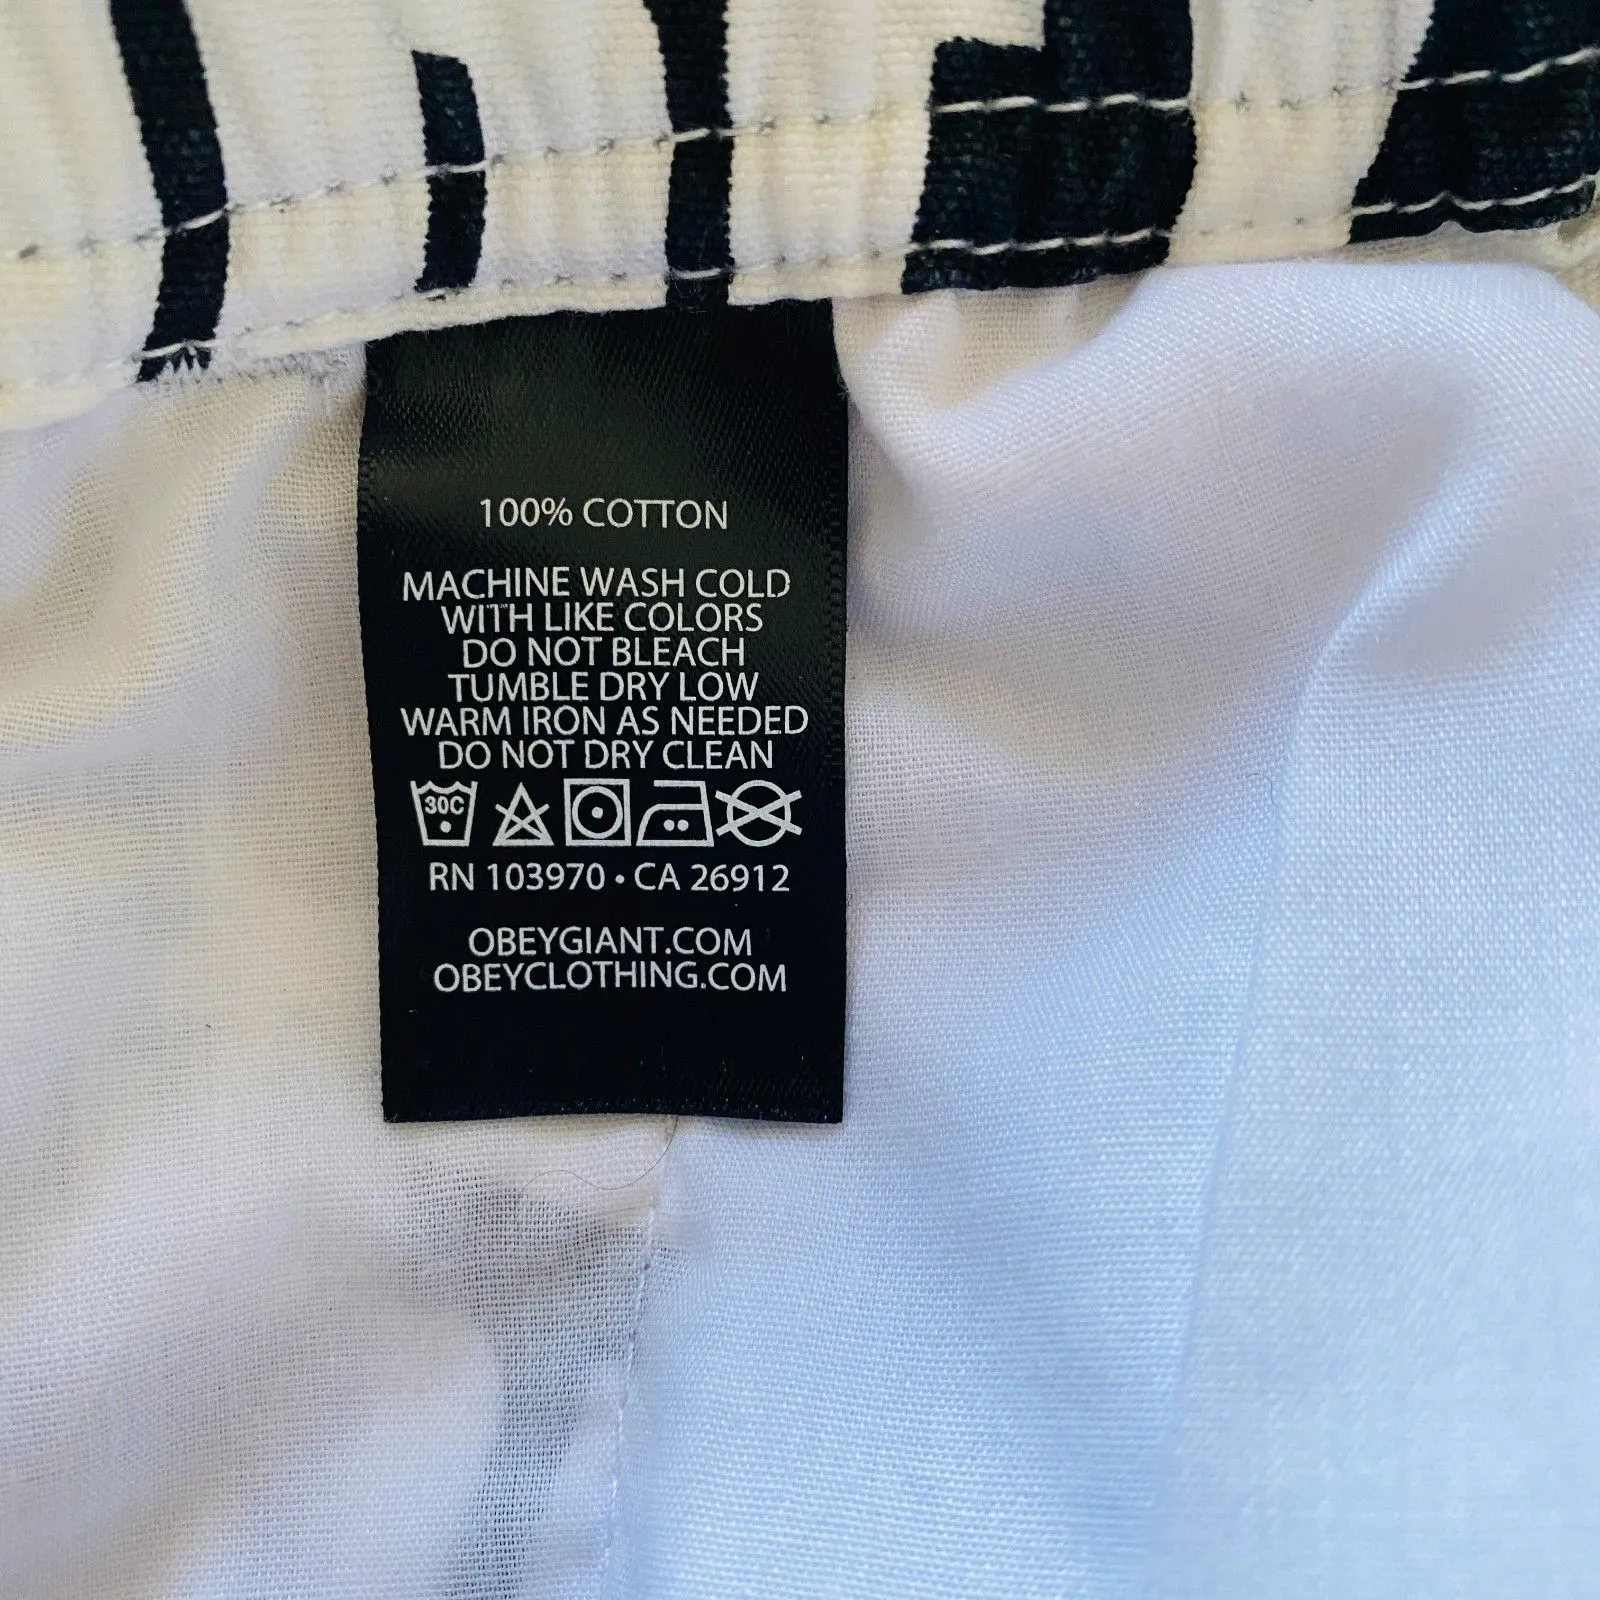 100% COTTON
MACHINE WASH COLD
WITH LIKE COLORS
DO NOT BLEACH
TUMBLE DRY LOW
WARM IRON AS NEEDED
DO NOT DRY CLEAN
30C
RN 103970 • CA 26912
OBEYGIANT.COM
OBEYCLOTHING.COM